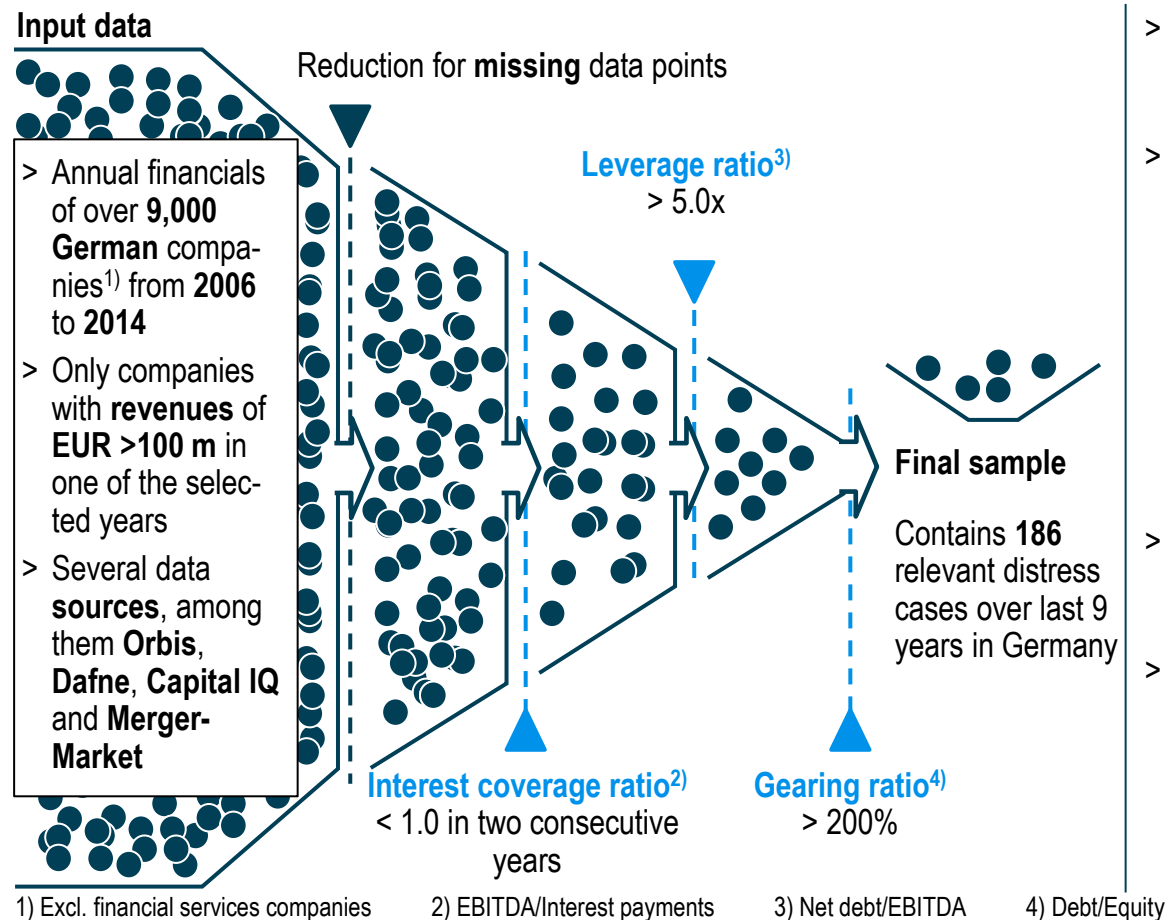 Input data
Reduction for missing data points
> Annual financials
of over 9,000
German compa-
nies1) from 2006
to 2014
> Only companies
with revenues of
EUR >100 m in
one of the selec-
ted years
> Several data
sources, among
them Orbis,
Dafne, Capital IQ
and Merger-
Market
Leverage ratio3)
> 5.0x
Interest coverage ratio2)
< 1.0 in two consecutive
years
Gearing ratio4)
> 200%
Final sample
Contains 186
relevant distress
cases over last 9
years in Germany
>
>
>
>
1) Excl. financial services companies 2) EBITDA/Interest payments 3) Net debt/EBITDA 4) Debt/Equity